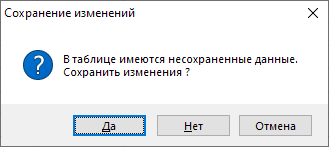 Сохранение изменений
В таблице имеются несохраненные данные.
Сохранить изменения ?
Да
Нет
Отмена